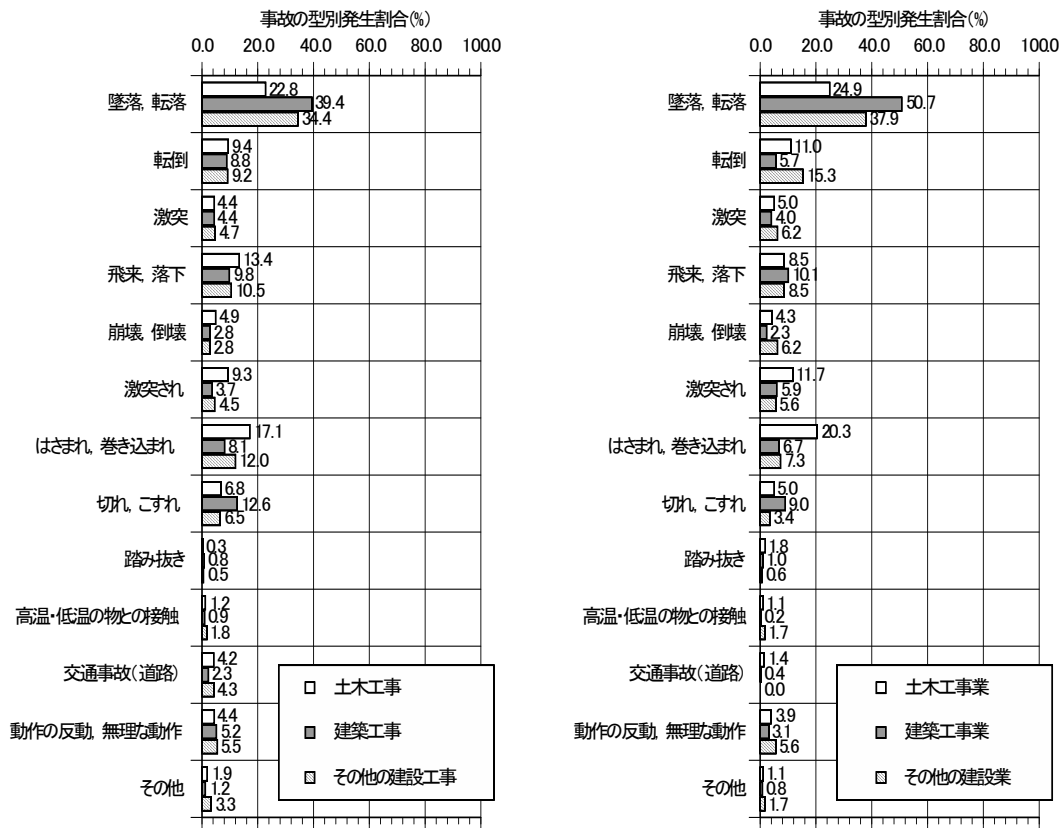 事故の型別発生割合(%)
0.0 20.0 40.0 60.0 80.0 100.0
墜落, 転落
22.8
39.4
34.4
転倒
9.4
8.8
9.2
激突
4.4
4.4
4.7
飛来, 落下
13.4
9.8
10.5
崩壊, 倒壊
4.9
2.8
2.8
激突され
9.3
3.7
4.5
はさまれ, 巻き込まれ
17.1
8.1
12.0
切れ, こすれ
6.8
12.6
6.5
踏み抜き
0.3
0.8
0.5
高温・低温の物との接触
1.2
0.9
1.8
交通事故(道路)
4.2
2.3
4.3
動作の反動, 無理な動作
4.4
5.2
5.5
その他
1.9
1.2
3.3
土木工事
建築工事
その他の建設工事
事故の型別発生割合(%)
0.0 20.0 40.0 60.0 80.0 100.0
墜落, 転落
24.9
50.7
37.9
転倒
11.0
5.7
15.3
激突
5.0
4.0
6.2
飛来, 落下
8.5
10.1
8.5
崩壊, 倒壊
4.3
2.3
6.2
激突され
11.7
5.9
5.6
はさまれ, 巻き込まれ
20.3
6.7
7.3
切れ, こすれ
5.0
9.0
3.4
踏み抜き
1.8
1.0
0.6
高温・低温の物との接触
1.1
0.2
1.7
交通事故(道路)
1.4
0.4
0.0
動作の反動, 無理な動作
3.9
3.1
5.6
その他
1.1
0.8
1.7
土木工事業
建築工事業
その他の建設業